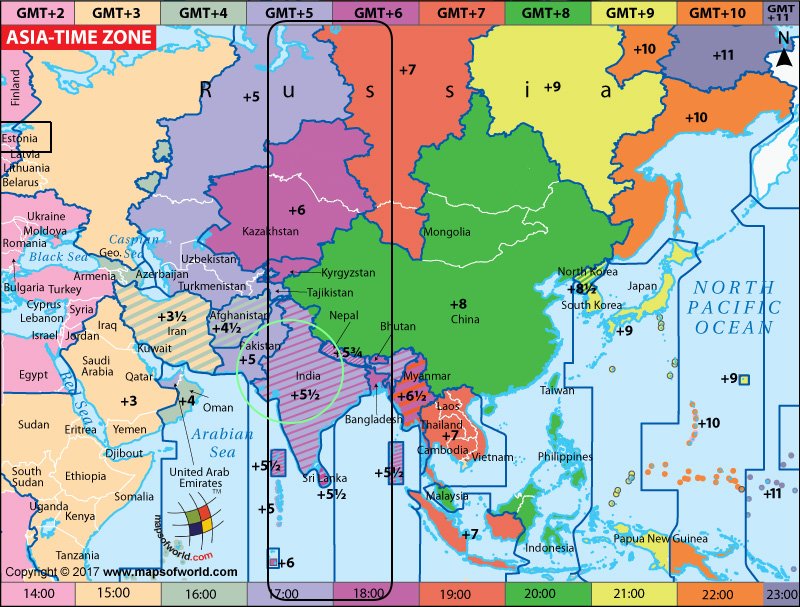 GMT+2 GMT+3 GMT+4 GMT+5 GMT+6 GMT+7 GMT+8 GMT+9 GMT+10 GMT
+11
ASIA-TIME ZONE
N
+10
+11
+7
Finland
R u s s i a
+5
+9
+10
Estonia
Latvia
Lithuania
Belarus
+6
Ukraine
Moldova
Romania
Kazakhstan
Mongolia
Caspian
Sea
Black Sea
Geo.
Uzbekistan
Armenia
Azerbaijan
Turkmenistan
Kyrgyzstan
Tajikistan
North Korea
+8½
South Korea
Japan
NORTH
PACIFIC
OCEAN
Bulgaria
Turkey
Cyprus
Lebanon
Syria
Israel
Jordan
Iraq
+3½
Iran
Afghanistan
+4½
Nepal
Bhutan
+8
China
+9
Kuwait
Pakistan
+5
+5¾
Egypt
Saudi
Arabia
Qatar
+3
+4
Oman
India
+5½
Myanmar
+6½
Taiwan
+9
Red Sea
Sudan
Eritrea
Yemen
Djibout
Arabian
Sea
Bangladesh
Laos
Thailand
+7
Cambodia
Vietnam
+10
South
Sudan
Ethiopia
Somalia
United Arab
Emirates
TM
+5½
Sri Lanka
+5½
+5½
Philippines
+11
Uganda
Kenya
+5
Malaysia
+7
Tanzania
mapsofworld.com
+6
Indonesia
Papua New Guinea
Copyright © 2017 www.mapsofworld.com
14:00 15:00 16:00 17:00 18:00 19:00 20:00 21:00 22:00 23:00